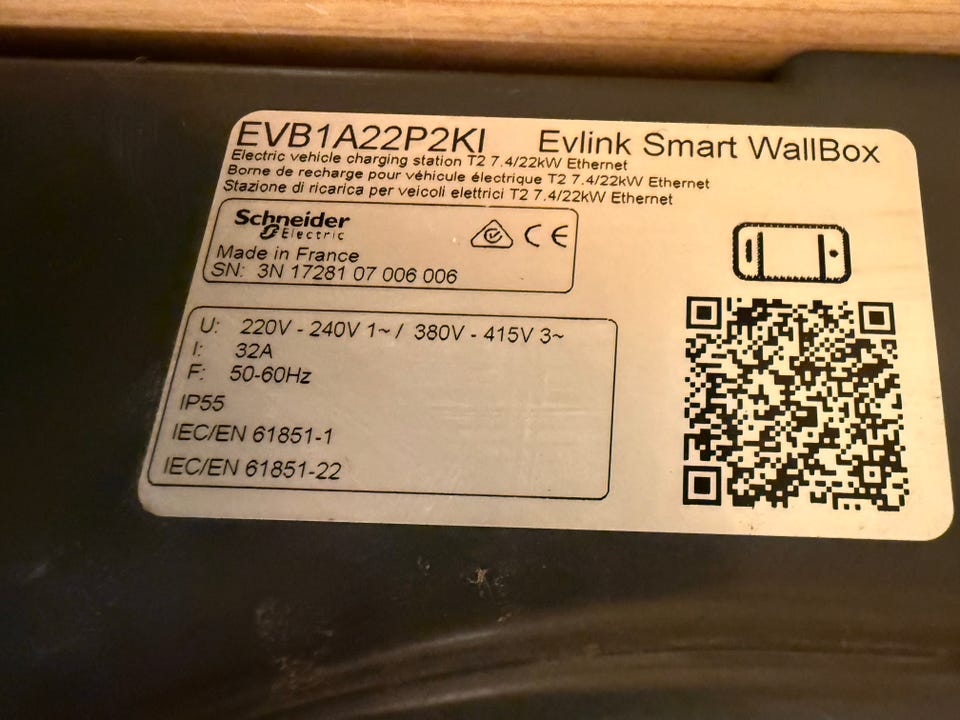 EVB1A22P2KI Evlink Smart WallBox
Electric vehicle charging station T2 7.4/22kW Ethernet
Borne de recharge pour véhicule électrique T2 7.4/22kW Ethernet
Stazione di ricarica per veicoli elettrici T2 7.4/22kW Ethernet
Schneider
Electric
CE
Made in France
SN: 3N 17281 07 006 006
U: 220V - 240V 1~ / 380V - 415V 3~
I: 32A
F: 50-60Hz
IP55
IEC/EN 61851-1
IEC/EN 61851-22